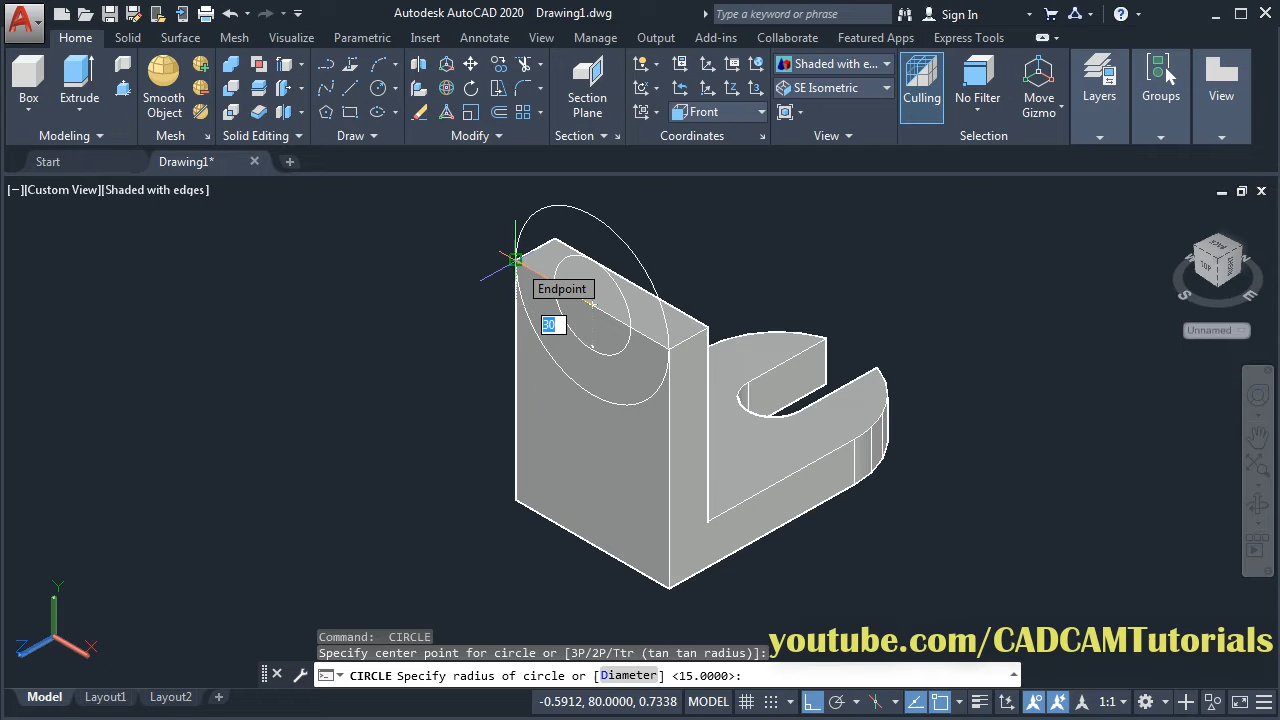 Autodesk AutoCAD 2020 Drawing1.dwg
Type a keyword or phrase
Sign In
Home Solid Surface Mesh Visualize Parametric Insert Annotate View Manage Output Add-ins Collaborate Featured Apps Express Tools
Box
Extrude
Smooth
Object
Section
Plane
Shaded with e...
SE Isometric
Front
Culling
No Filter
Move
Gizmo
Layers
Groups
View
Modeling Mesh Solid Editing Draw Modify Section Coordinates View Selection
Start
Drawing1*
[−][Custom View][Shaded with edges]
BACK
TOP
S
E
Unnamed
Endpoint
30
Y
Z
X
Command: CIRCLE
Specify center point for circle or [3P/2P/Ttr (tan tan radius)]:
CIRCLE Specify radius of circle or [Diameter] <15.0000>:
youtube.com/CADCAMTutorials
Model Layout1 Layout2
-0.5912, 80.0000, 0.7338 MODEL
1:1